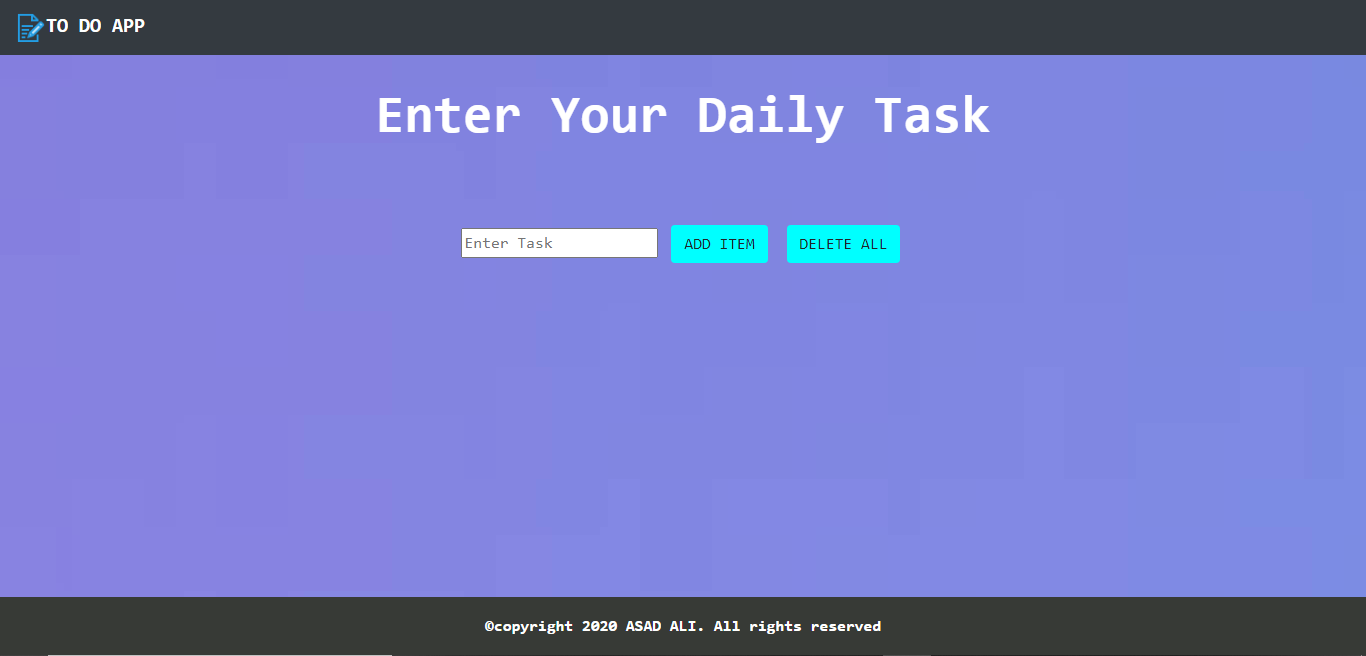 TO DO APP
Enter Your Daily Task
Enter Task ADD ITEM DELETE ALL
©copyright 2020 ASAD ALI. All rights reserved